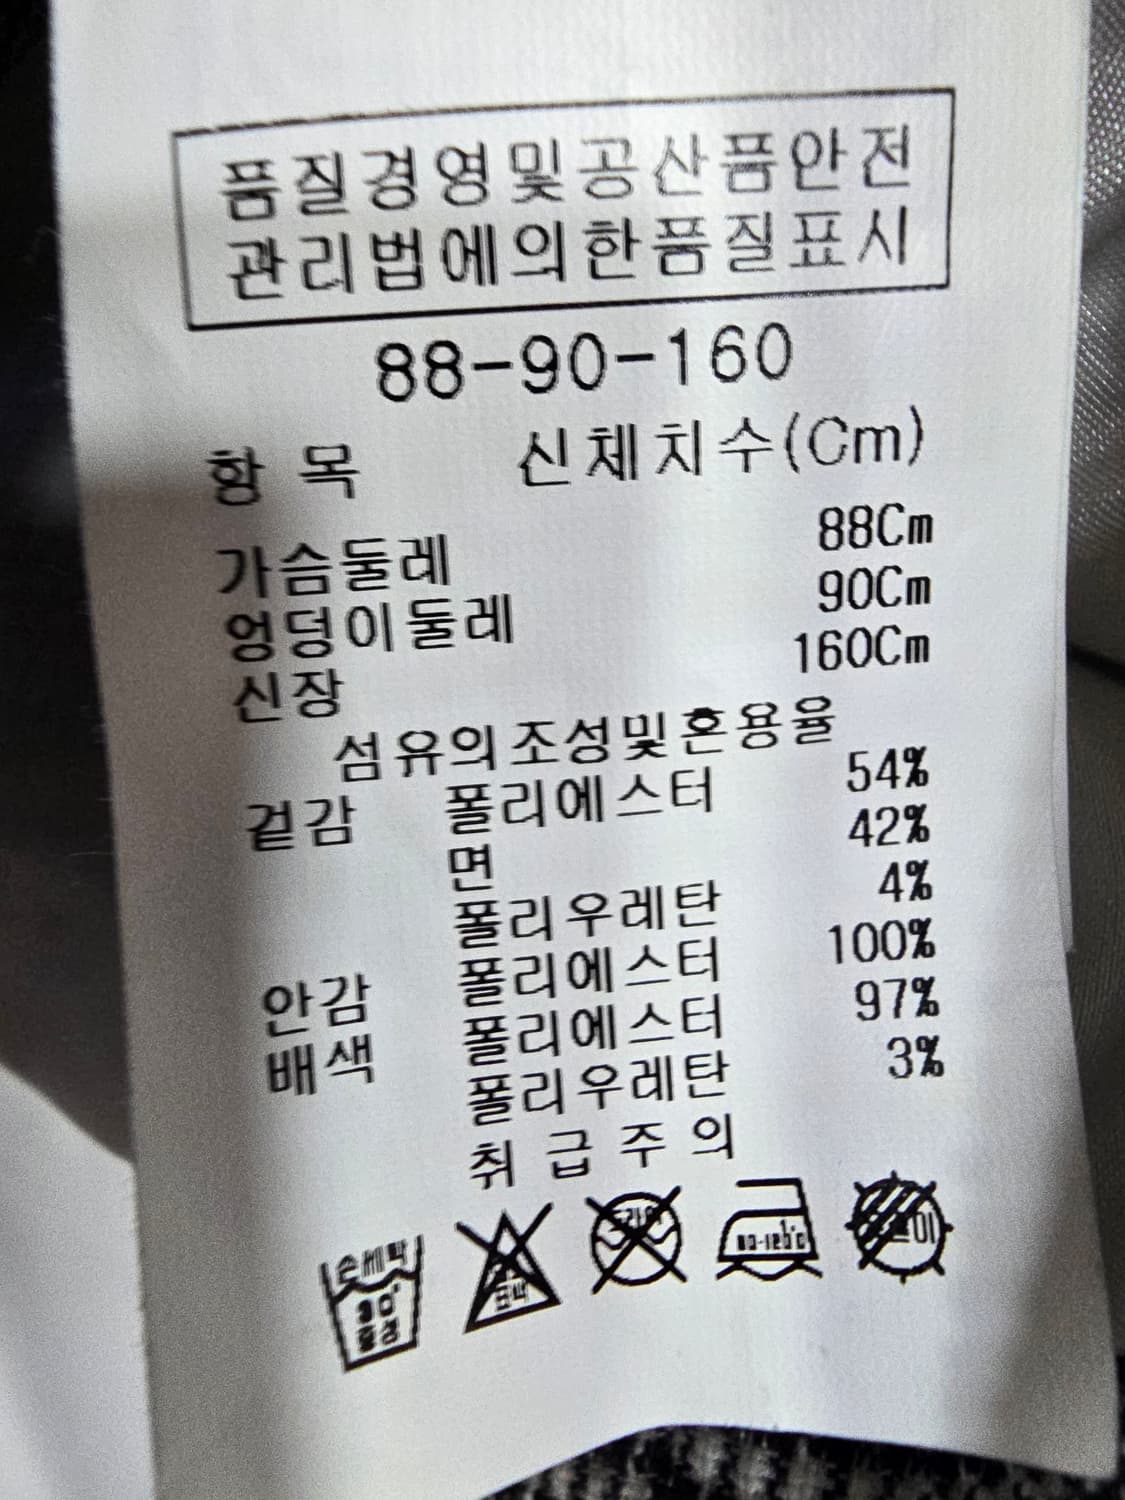 품질경영및공산품안전
관리법에의한품질표시
88-90-160
항 목 신체치수(Cm)
가슴둘레 88Cm
엉덩이둘레 90Cm
신장 160Cm
섬유의조성및혼용율
겉감 폴리에스터 54%
면 42%
폴리우레탄 4%
안감 폴리에스터 100%
배색 폴리에스터 97%
폴리우레탄 3%
취 급 주 의
손세탁